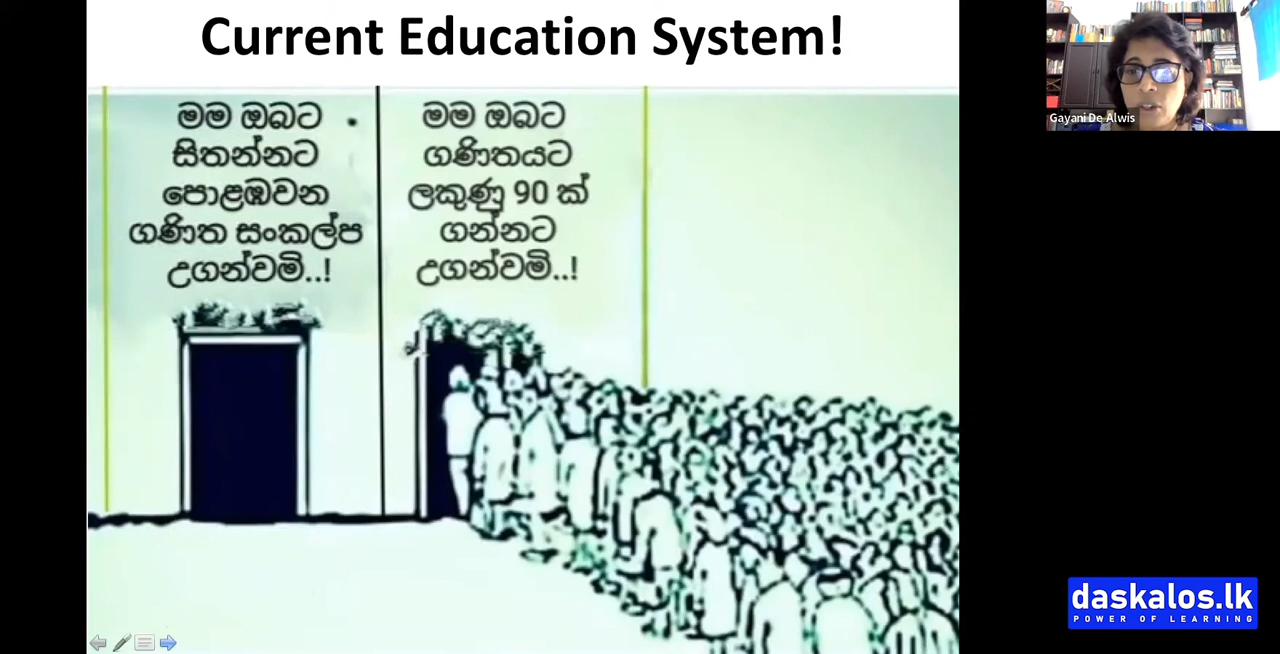 Current Education System!
මම ඔබට
සිතන්නට
පොළඹවන
ගණිත සංකල්ප
උගන්වමි..!
මම ඔබට
ගණිතයට
ලකුණු 90 ක්
ගන්නට
උගන්වමි..!
Gayani De Alwis
daskalos.lk
POWER OF LEARNING